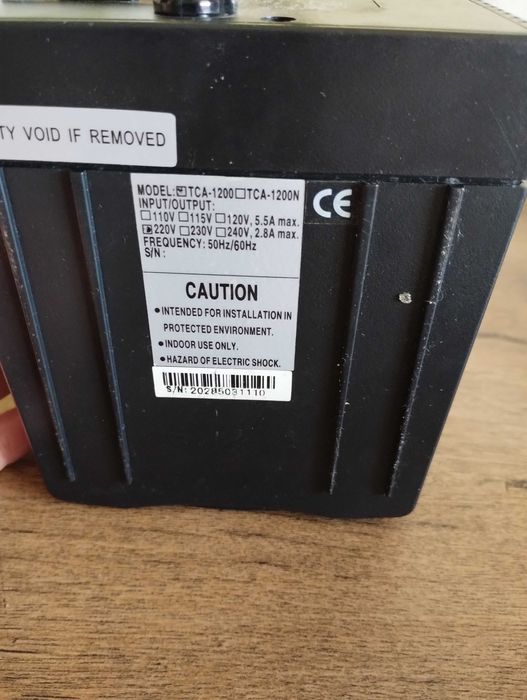 TY VOID IF REMOVED
MODEL: ☑TCA-1200☐TCA-1200N
INPUT/OUTPUT:
☐110V ☐115V ☐120V, 5.5A max.
☑220V ☐230V ☐240V, 2.8A max.
FREQUENCY: 50Hz/60Hz
S/N :
CE
CAUTION
● INTENDED FOR INSTALLATION IN
PROTECTED ENVIRONMENT.
● INDOOR USE ONLY.
● HAZARD OF ELECTRIC SHOCK.
S/N: 20285031110